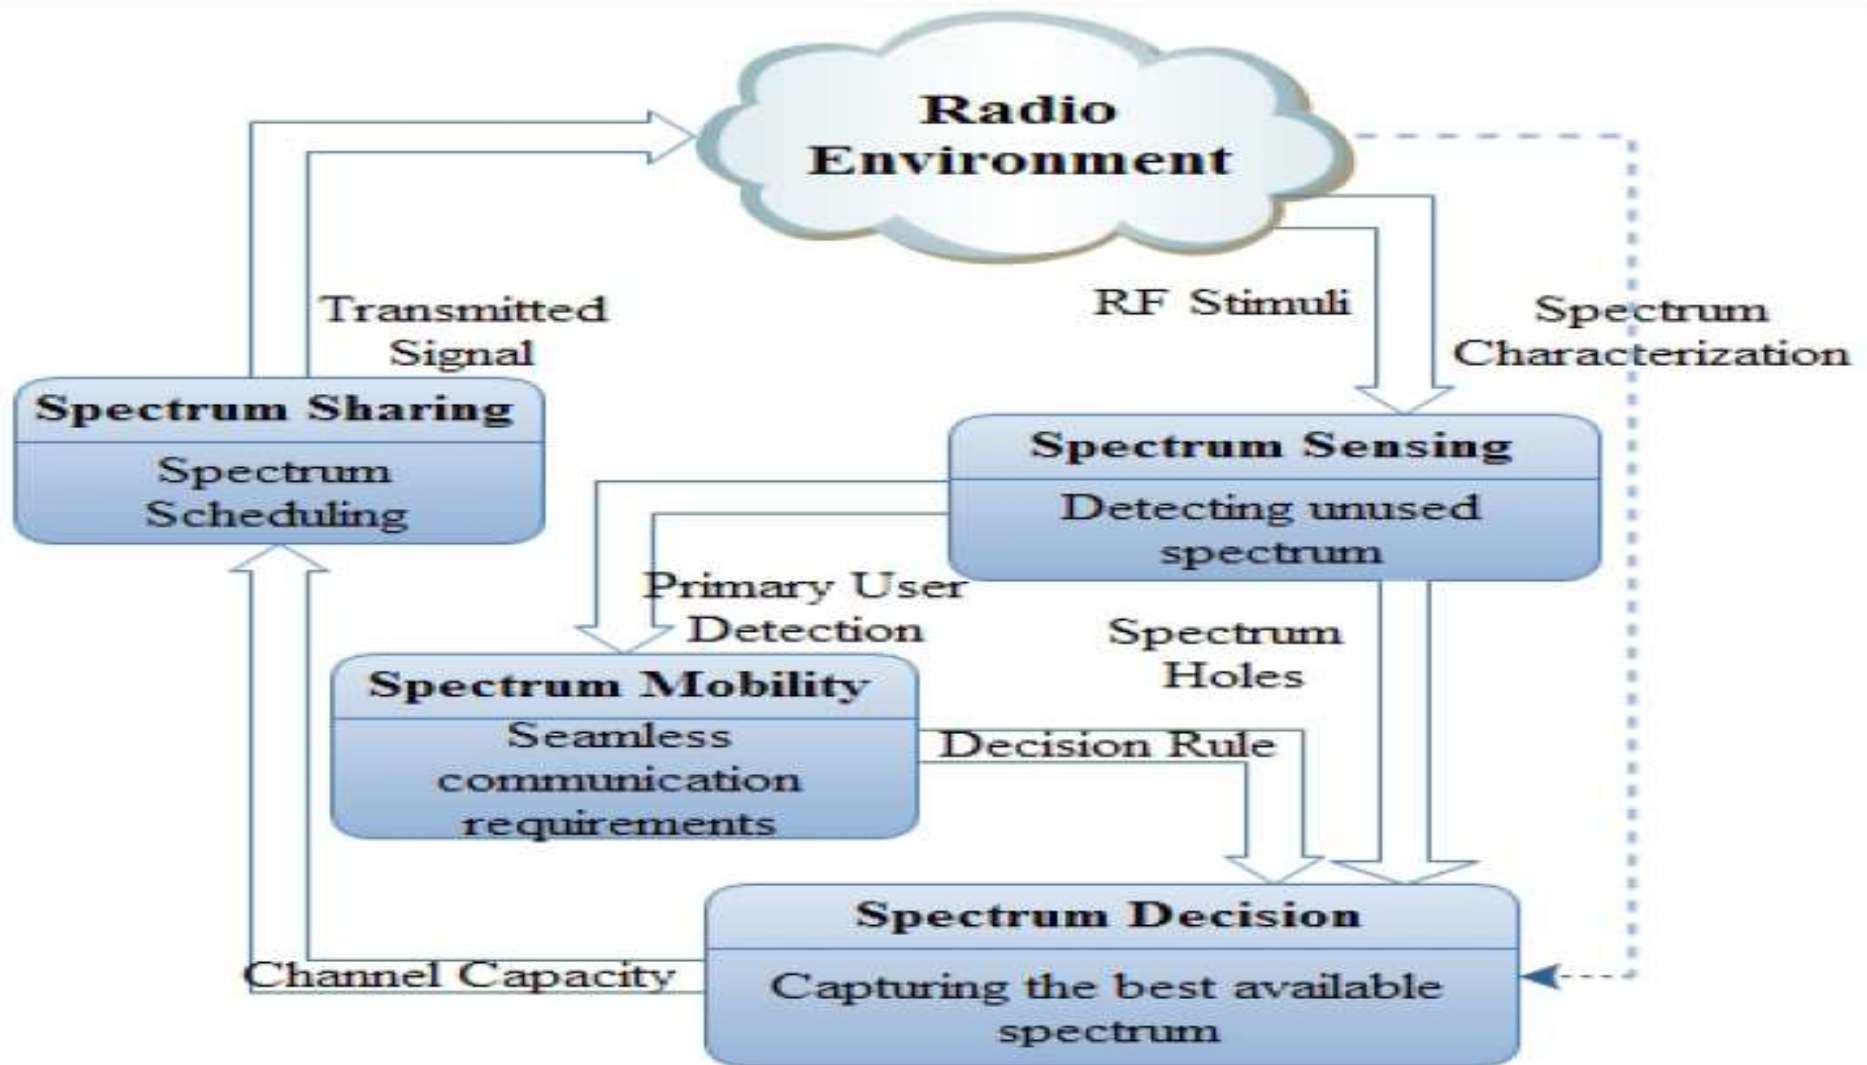 Radio
Environment
Transmitted
Signal
RF Stimuli
Spectrum
Characterization
Spectrum Sharing
Spectrum
Scheduling
Spectrum Sensing
Detecting unused
spectrum
Primary User
Detection
Spectrum
Holes
Spectrum Mobility
Seamless
communication
requirements
Decision Rule
Spectrum Decision
Capturing the best available
spectrum
Channel Capacity